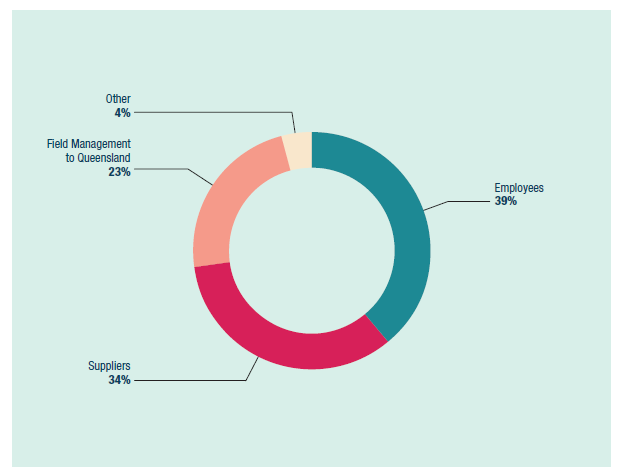 Other
4%
Field Management
to Queensland
23%
Employees
39%
Suppliers
34%